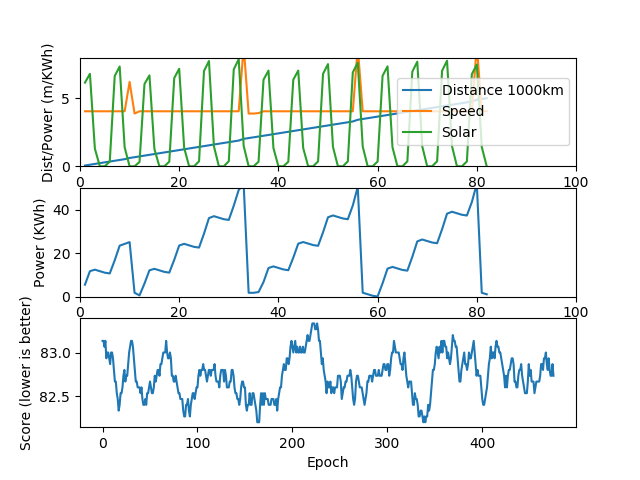 Dist/Power (m/KWh)
5
0
Distance 1000km
Speed
Solar
0 20 40 60 80 100
Power (KWh)
40
20
0
0 20 40 60 80 100
Score (lower is better)
83.0
82.5
0 100 200 300 400
Epoch